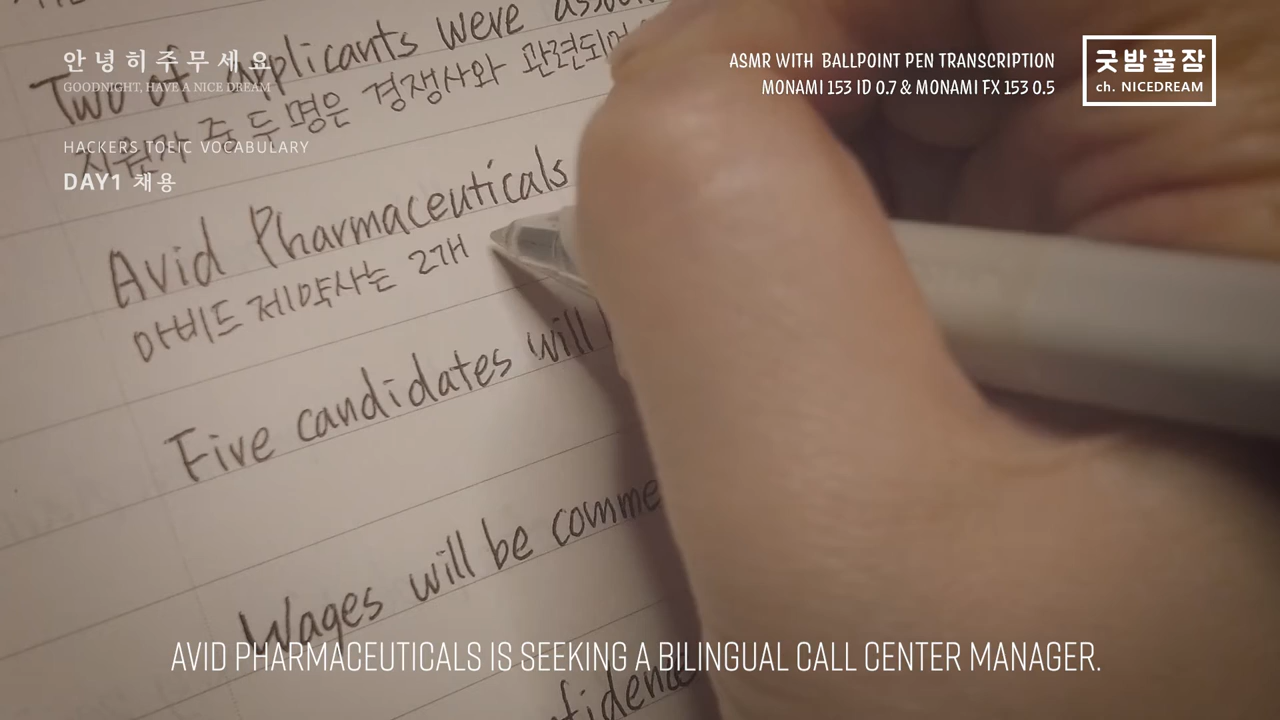 안녕히주무세요
GOODNIGHT, HAVE A NICE DREAM
HACKERS TOEIC VOCABULARY
DAY1 채용
ASMR WITH BALLPOINT PEN TRANSCRIPTION
MONAMI 153 ID 0.7 & MONAMI FX 153 0.5
굿밤꿀잠
ch. NICEDREAM
Two of applicants were
지원자 중 두 명은 경쟁사와 관련되어
Avid Pharmaceuticals
아비드 제약사는 2개
Five candidates will
Wages will be comme
AVID PHARMACEUTICALS IS SEEKING A BILINGUAL CALL CENTER MANAGER.